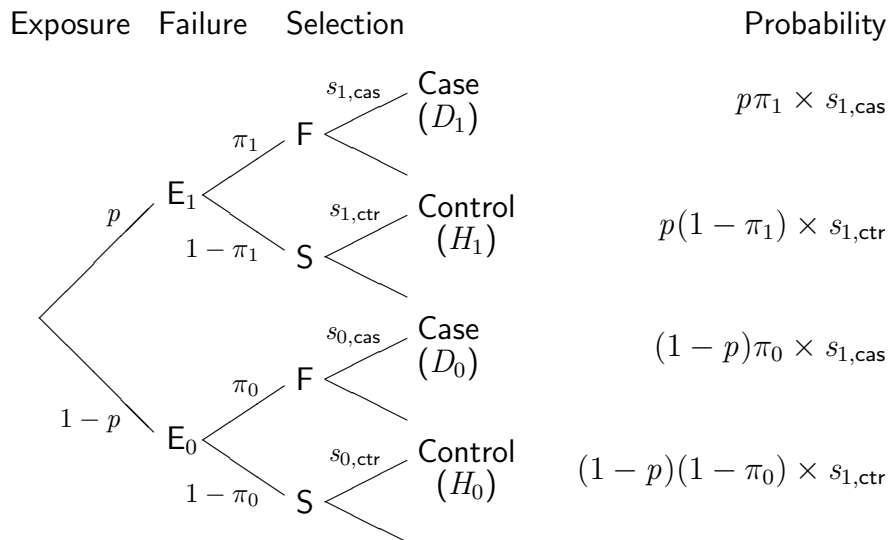 Exposure Failure Selection Probability
s₁,cas Case pπ₁ × s₁,cas
π₁ F (D₁)
p E₁ s₁,ctr Control p(1 − π₁) × s₁,ctr
1 − π₁ S (H₁)
s₀,cas Case (1 − p)π₀ × s₁,cas
π₀ F (D₀)
1 − p E₀ s₀,ctr Control (1 − p)(1 − π₀) × s₁,ctr
1 − π₀ S (H₀)